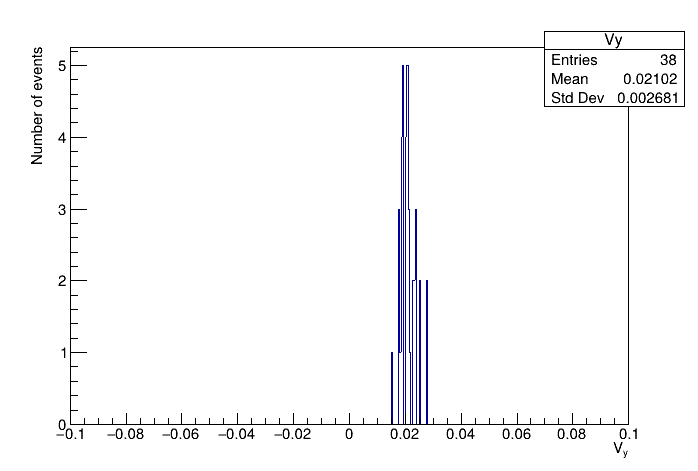 Vy
Entries 38
Mean 0.02102
Std Dev 0.002681
Number of events
5
4
3
2
1
0
−0.1 −0.08 −0.06 −0.04 −0.02 0 0.02 0.04 0.06 0.08 0.1
Vy